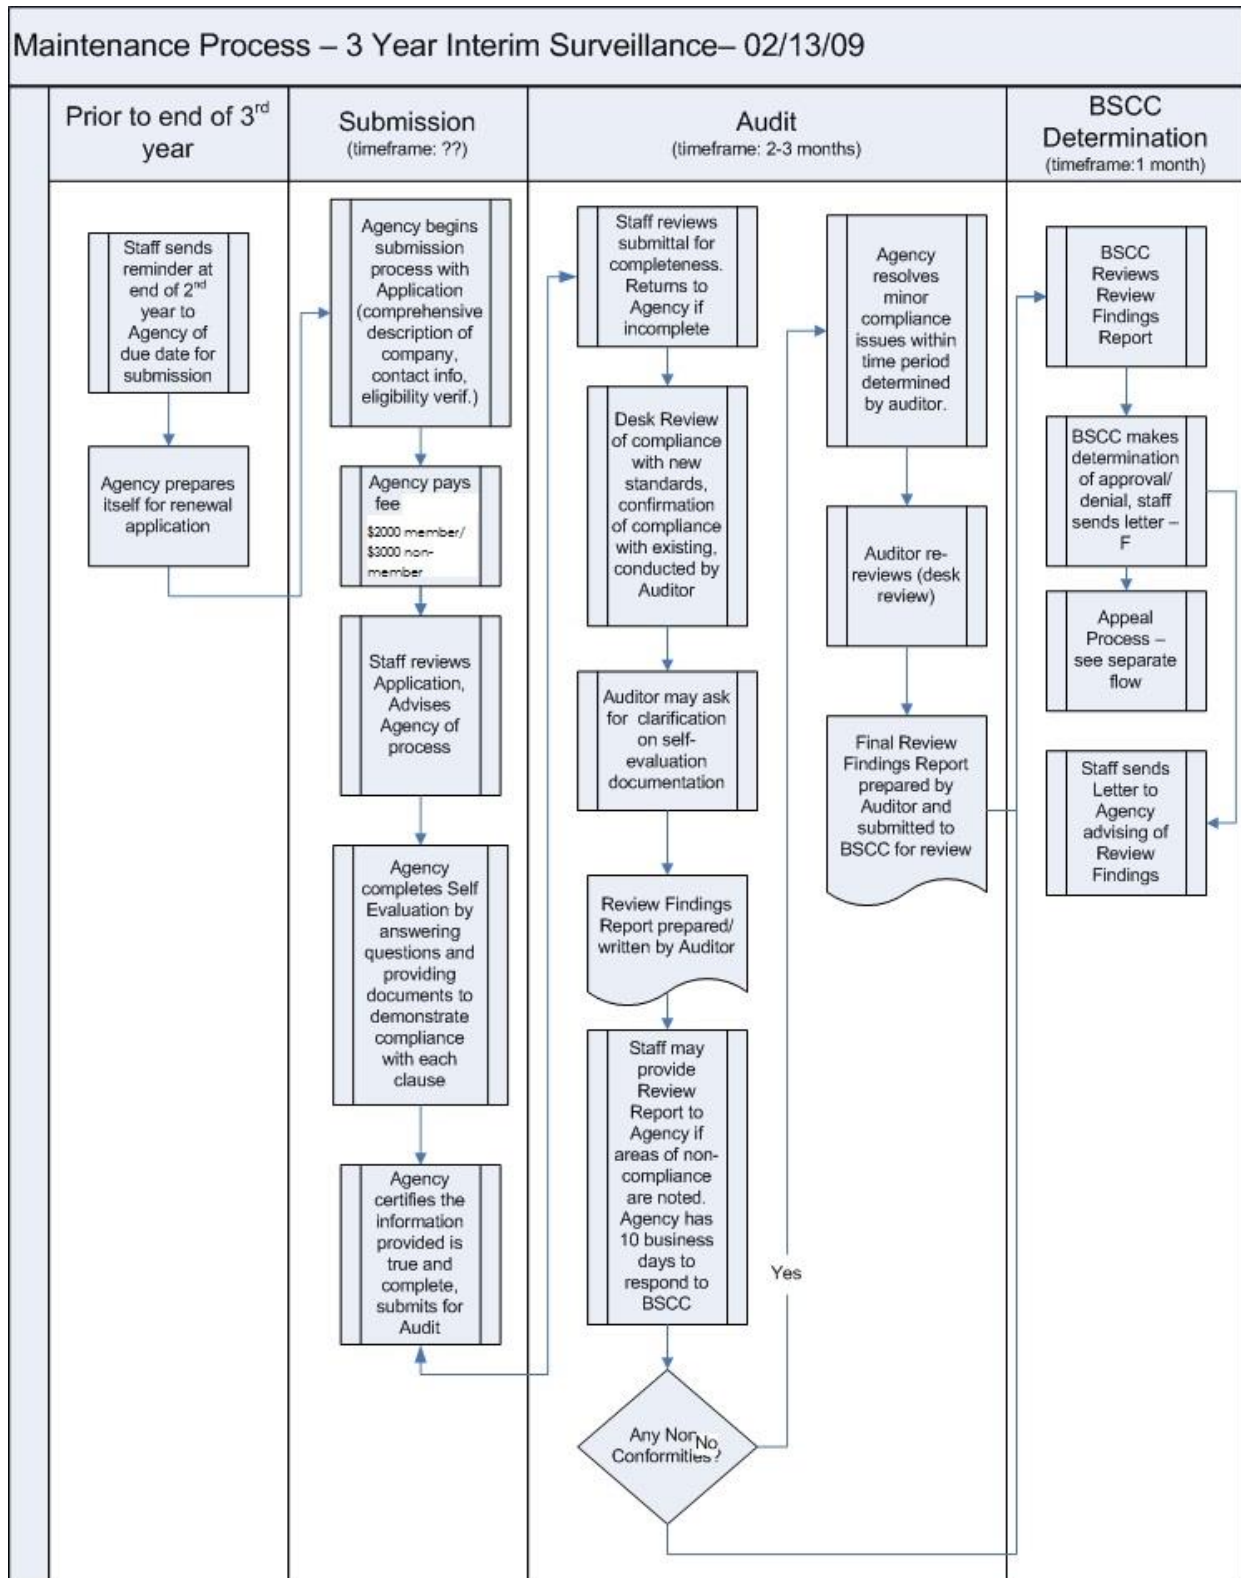 Maintenance Process – 3 Year Interim Surveillance– 02/13/09
Prior to end of 3rd
year
Submission
(timeframe: ??)
Audit
(timeframe: 2-3 months)
BSCC
Determination
(timeframe:1 month)
Staff sends
reminder at
end of 2nd
year to
Agency of
due date for
submission
Agency prepares
itself for renewal
application
Agency begins
submission
process with
Application
(comprehensive
description of
company,
contact info,
eligibility verif.)
Agency pays
fee
$2000 member/
$3000 non-
member
Staff reviews
Application,
Advises
Agency of
process
Agency
completes Self
Evaluation by
answering
questions and
providing
documents to
demonstrate
compliance
with each
clause
Agency
certifies the
information
provided is
true and
complete,
submits for
Audit
Staff reviews
submittal for
completeness.
Returns to
Agency if
incomplete
Desk Review
of compliance
with new
standards,
confirmation
of compliance
with existing,
conducted by
Auditor
Auditor may ask
for clarification
on self-
evaluation
documentation
Review Findings
Report prepared/
written by Auditor
Staff may
provide
Review
Report to
Agency if
areas of non-
compliance
are noted.
Agency has
10 business
days to
respond to
BSCC
Any Non
Conformities?
No
Yes
Agency
resolves
minor
compliance
issues within
time period
determined
by auditor.
Auditor re-
reviews (desk
review)
Final Review
Findings Report
prepared by
Auditor and
submitted to
BSCC for review
BSCC
Reviews
Review
Findings
Report
BSCC makes
determination
of approval/
denial, staff
sends letter –
F
Appeal
Process –
see separate
flow
Staff sends
Letter to
Agency
advising of
Review
Findings